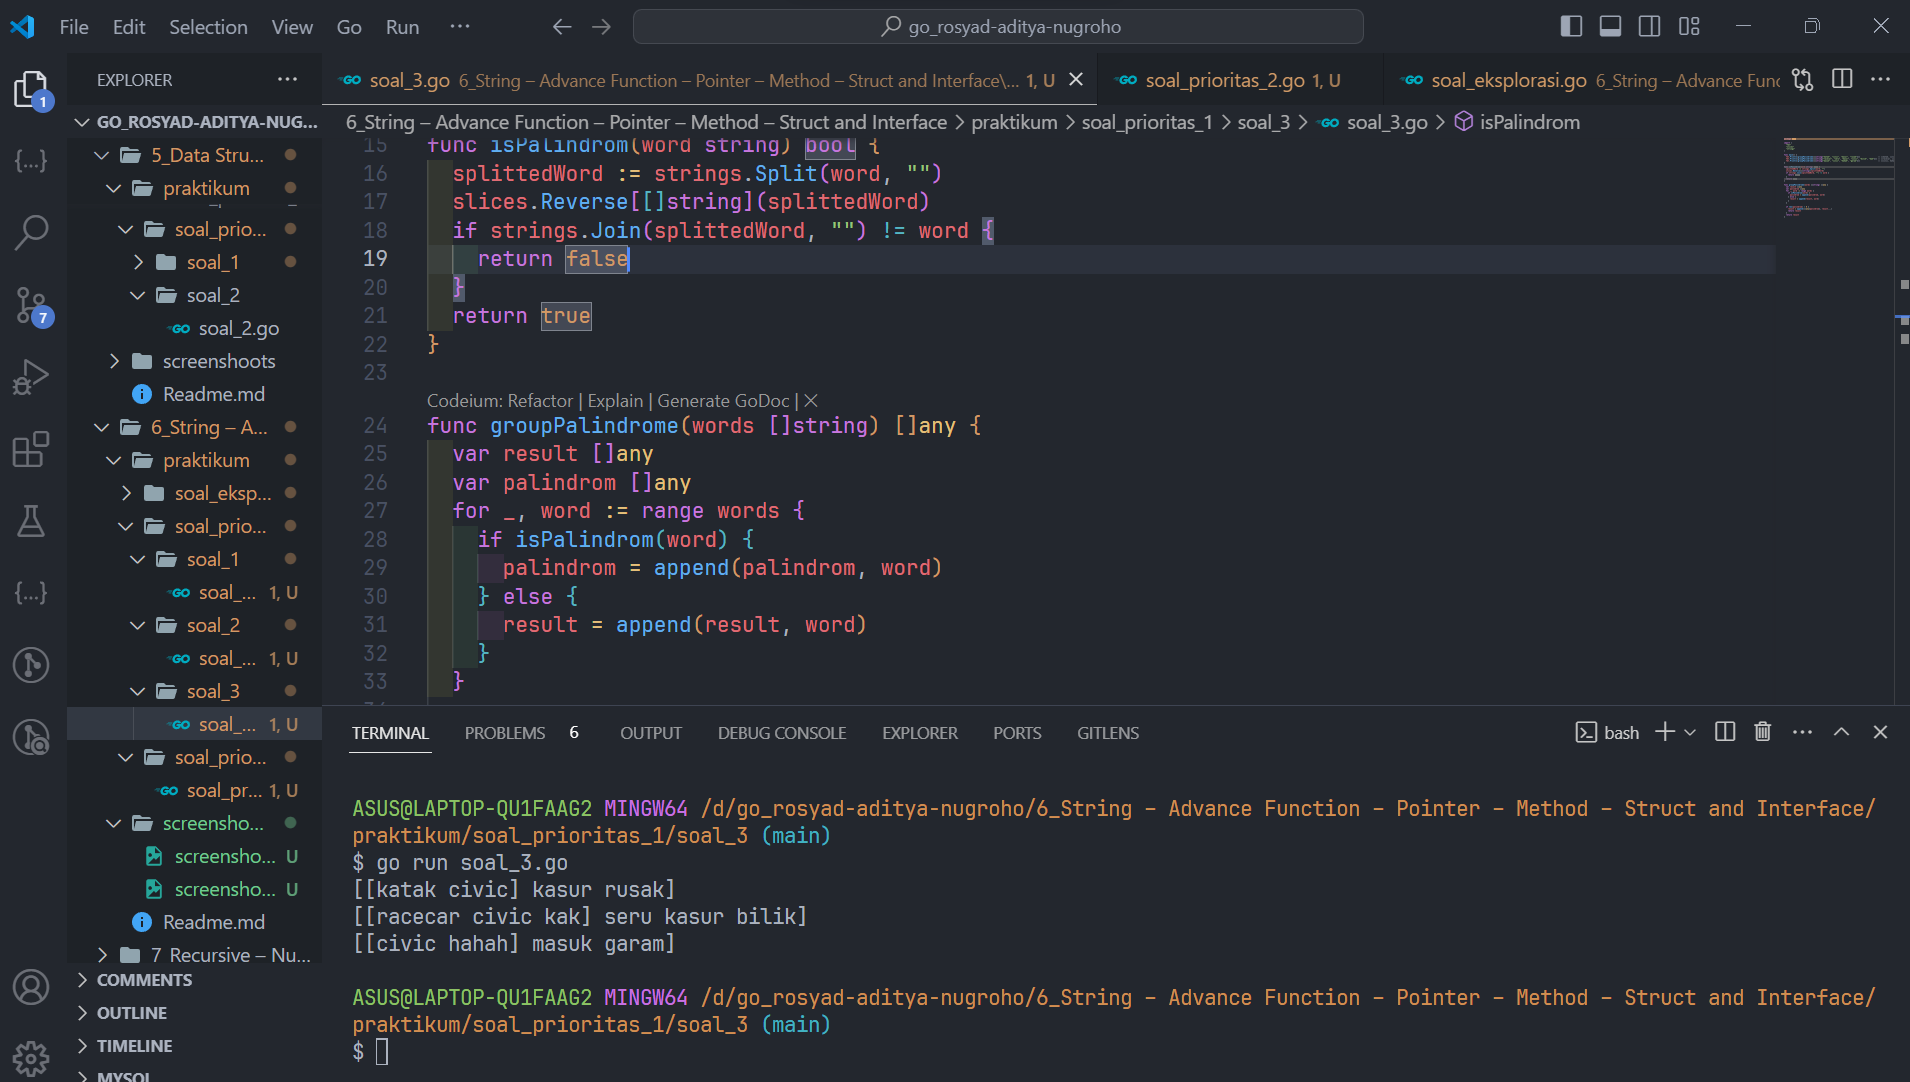 File Edit Selection View Go Run ··· go_rosyad-aditya-nugroho
EXPLORER ···
soal_3.go 6_String – Advance Function – Pointer – Method – Struct and Interface\... 1, U
soal_prioritas_2.go 1, U
soal_eksplorasi.go 6_String – Advance Func
6_String – Advance Function – Pointer – Method – Struct and Interface > praktikum > soal_prioritas_1 > soal_3 > soal_3.go > isPalindrom
1
7
GO_ROSYAD-ADITYA-NUG...
5_Data Stru...
praktikum
soal_prio...
soal_1
soal_2
soal_2.go
screenshoots
Readme.md
6_String – A...
praktikum
soal_eksp...
soal_prio...
soal_1
soal_... 1, U
soal_2
soal_... 1, U
soal_3
soal_... 1, U
soal_prio...
soal_pr... 1, U
screensho...
screensho... U
screensho... U
Readme.md
7_Recursive – Nu...
COMMENTS
OUTLINE
TIMELINE
MYSQL
15 func isPalindrom(word string) bool {
16 splittedWord := strings.Split(word, "")
17 slices.Reverse[[]string](splittedWord)
18 if strings.Join(splittedWord, "") != word {
19 return false
20 }
21 return true
22 }
23
Codeium: Refactor | Explain | Generate GoDoc | ×
24 func groupPalindrome(words []string) []any {
25 var result []any
26 var palindrom []any
27 for _, word := range words {
28 if isPalindrom(word) {
29 palindrom = append(palindrom, word)
30 } else {
31 result = append(result, word)
32 }
33 }
TERMINAL PROBLEMS 6 OUTPUT DEBUG CONSOLE EXPLORER PORTS GITLENS bash
ASUS@LAPTOP-QU1FAAG2 MINGW64 /d/go_rosyad-aditya-nugroho/6_String – Advance Function – Pointer – Method – Struct and Interface/
praktikum/soal_prioritas_1/soal_3 (main)
$ go run soal_3.go
[[katak civic] kasur rusak]
[[racecar civic kak] seru kasur bilik]
[[civic hahah] masuk garam]
ASUS@LAPTOP-QU1FAAG2 MINGW64 /d/go_rosyad-aditya-nugroho/6_String – Advance Function – Pointer – Method – Struct and Interface/
praktikum/soal_prioritas_1/soal_3 (main)
$